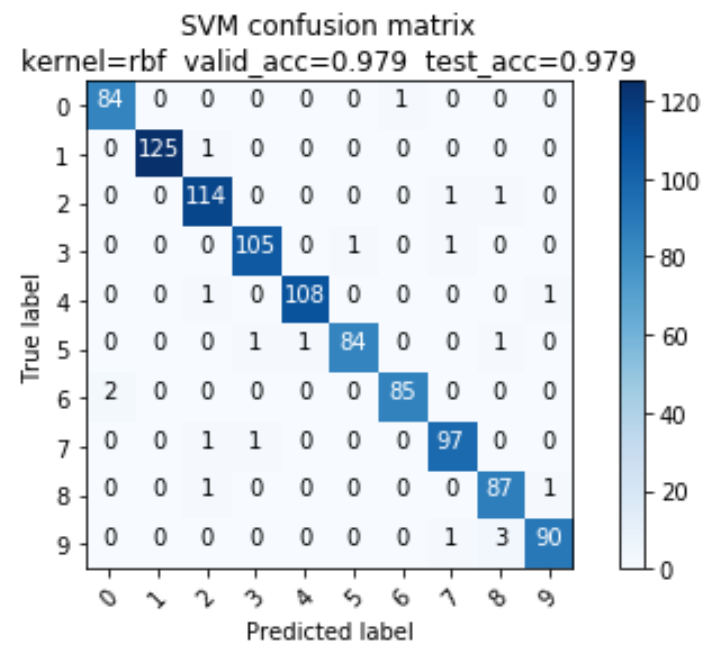 SVM confusion matrix
kernel=rbf valid_acc=0.979 test_acc=0.979
0 84 0 0 0 0 0 1 0 0 0
1 0 125 1 0 0 0 0 0 0 0
2 0 0 114 0 0 0 0 1 1 0
3 0 0 0 105 0 1 0 1 0 0
4 0 0 1 0 108 0 0 0 0 1
5 0 0 0 1 1 84 0 0 1 0
6 2 0 0 0 0 0 85 0 0 0
7 0 0 1 1 0 0 0 97 0 0
8 0 0 1 0 0 0 0 0 87 1
9 0 0 0 0 0 0 0 1 3 90
0 1 2 3 4 5 6 7 8 9
Predicted label
True label
120
100
80
60
40
20
0